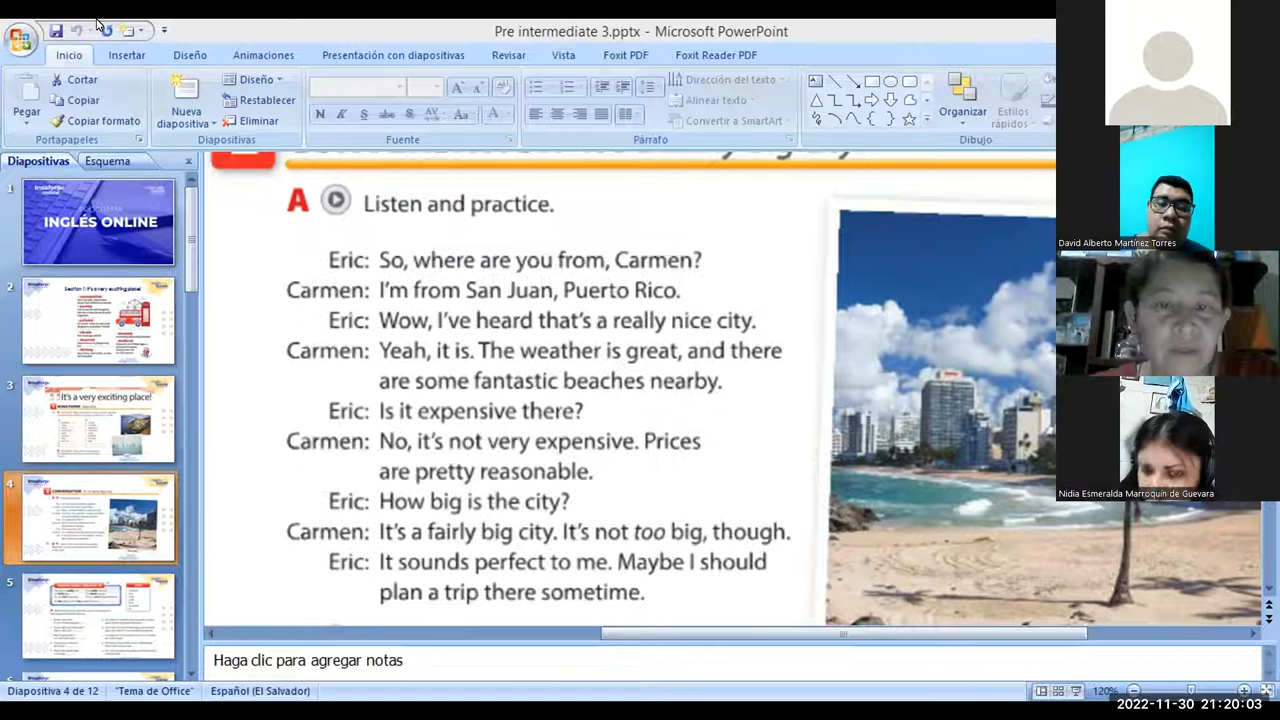 Pre intermediate 3.pptx - Microsoft PowerPoint
Inicio Insertar Diseño Animaciones Presentación con diapositivas Revisar Vista Foxit PDF Foxit Reader PDF
Pegar
Cortar
Copiar
Copiar formato
Portapapeles
Nueva
diapositiva
Diseño
Restablecer
Eliminar
Diapositivas
Fuente
Párrafo
Dirección del texto
Alinear texto
Convertir a SmartArt
Organizar
Estilos
rápidos
Dibujo
Diapositivas Esquema
1
INGLÉS ONLINE
2
3
It's a very exciting place!
4
5
A Listen and practice.
Eric: So, where are you from, Carmen?
Carmen: I'm from San Juan, Puerto Rico.
Eric: Wow, I've heard that's a really nice city.
Carmen: Yeah, it is. The weather is great, and there
are some fantastic beaches nearby.
Eric: Is it expensive there?
Carmen: No, it's not very expensive. Prices
are pretty reasonable.
Eric: How big is the city?
Carmen: It's a fairly big city. It's not too big, though.
Eric: It sounds perfect to me. Maybe I should
plan a trip there sometime.
David Alberto Martínez Torres
Nidia Esmeralda Marroquín de Guevara
Haga clic para agregar notas
Diapositiva 4 de 12 "Tema de Office" Español (El Salvador) 120%
2022-11-30 21:20:03